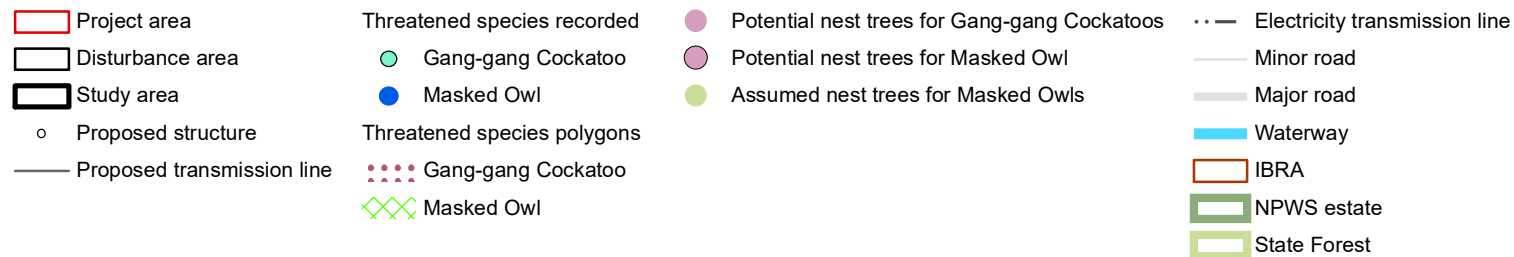 Project area
Disturbance area
Study area
Proposed structure
Proposed transmission line
Threatened species recorded
Gang-gang Cockatoo
Masked Owl
Threatened species polygons
Gang-gang Cockatoo
Masked Owl
Potential nest trees for Gang-gang Cockatoos
Potential nest trees for Masked Owl
Assumed nest trees for Masked Owls
Electricity transmission line
Minor road
Major road
Waterway
IBRA
NPWS estate
State Forest